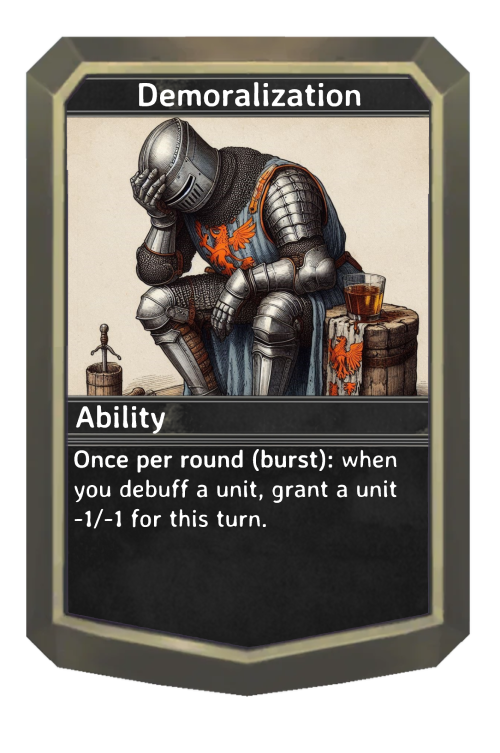 Demoralization
Ability
Once per round (burst): when
you debuff a unit, grant a unit
-1/-1 for this turn.